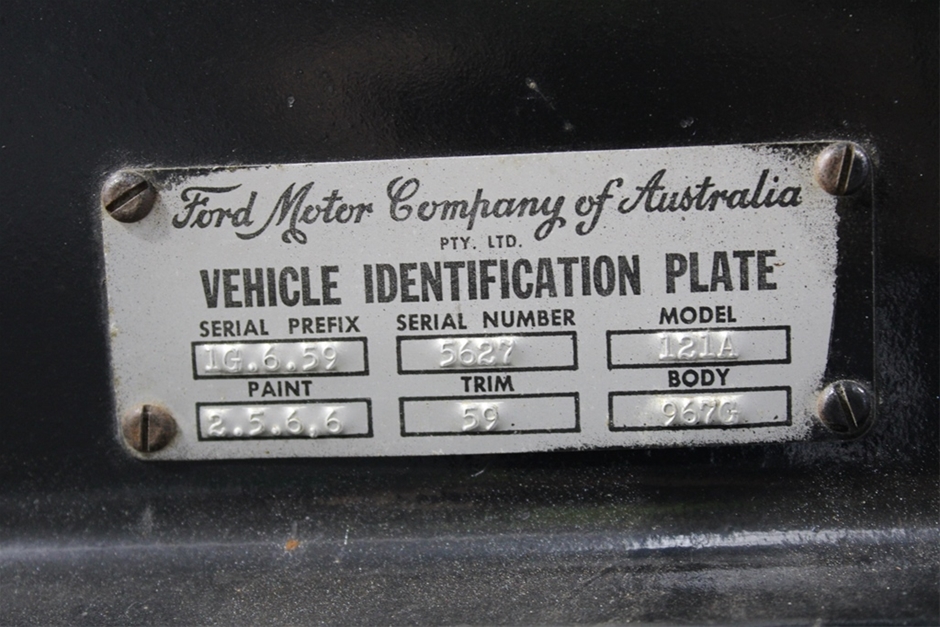 Ford Motor Company of Australia
PTY. LTD.
VEHICLE IDENTIFICATION PLATE
SERIAL PREFIX SERIAL NUMBER MODEL
1G.6.59 5627 121A
PAINT TRIM BODY
2.5.6.6 59 967G